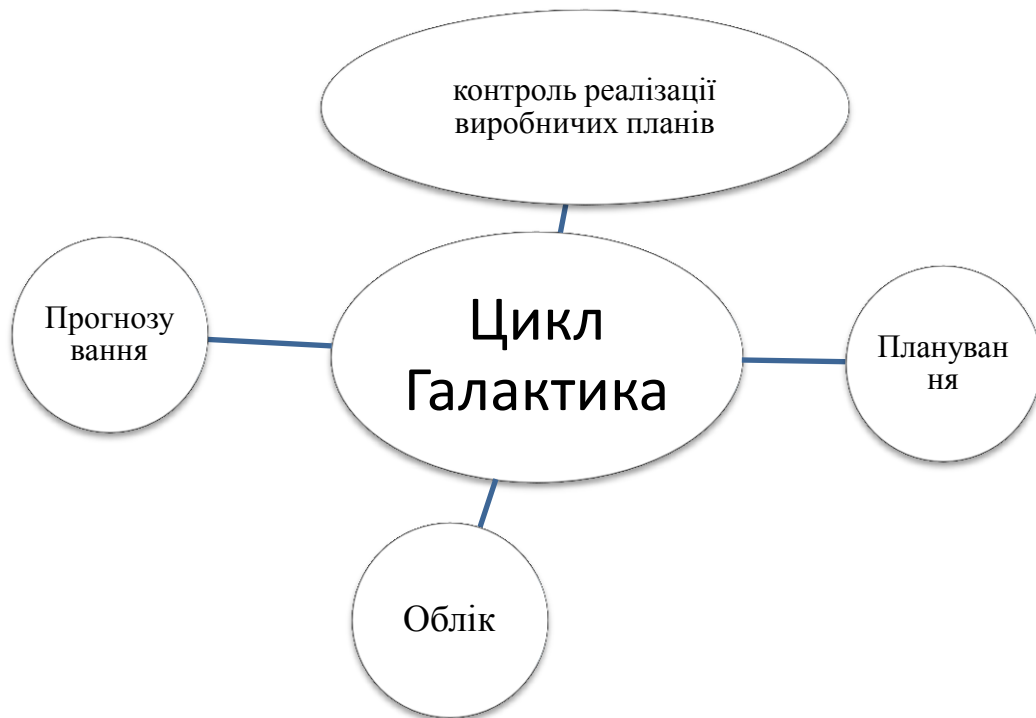 контроль реалізації
виробничих планів
Прогнозу
вання
Цикл
Галактика
Плануван
ня
Облік